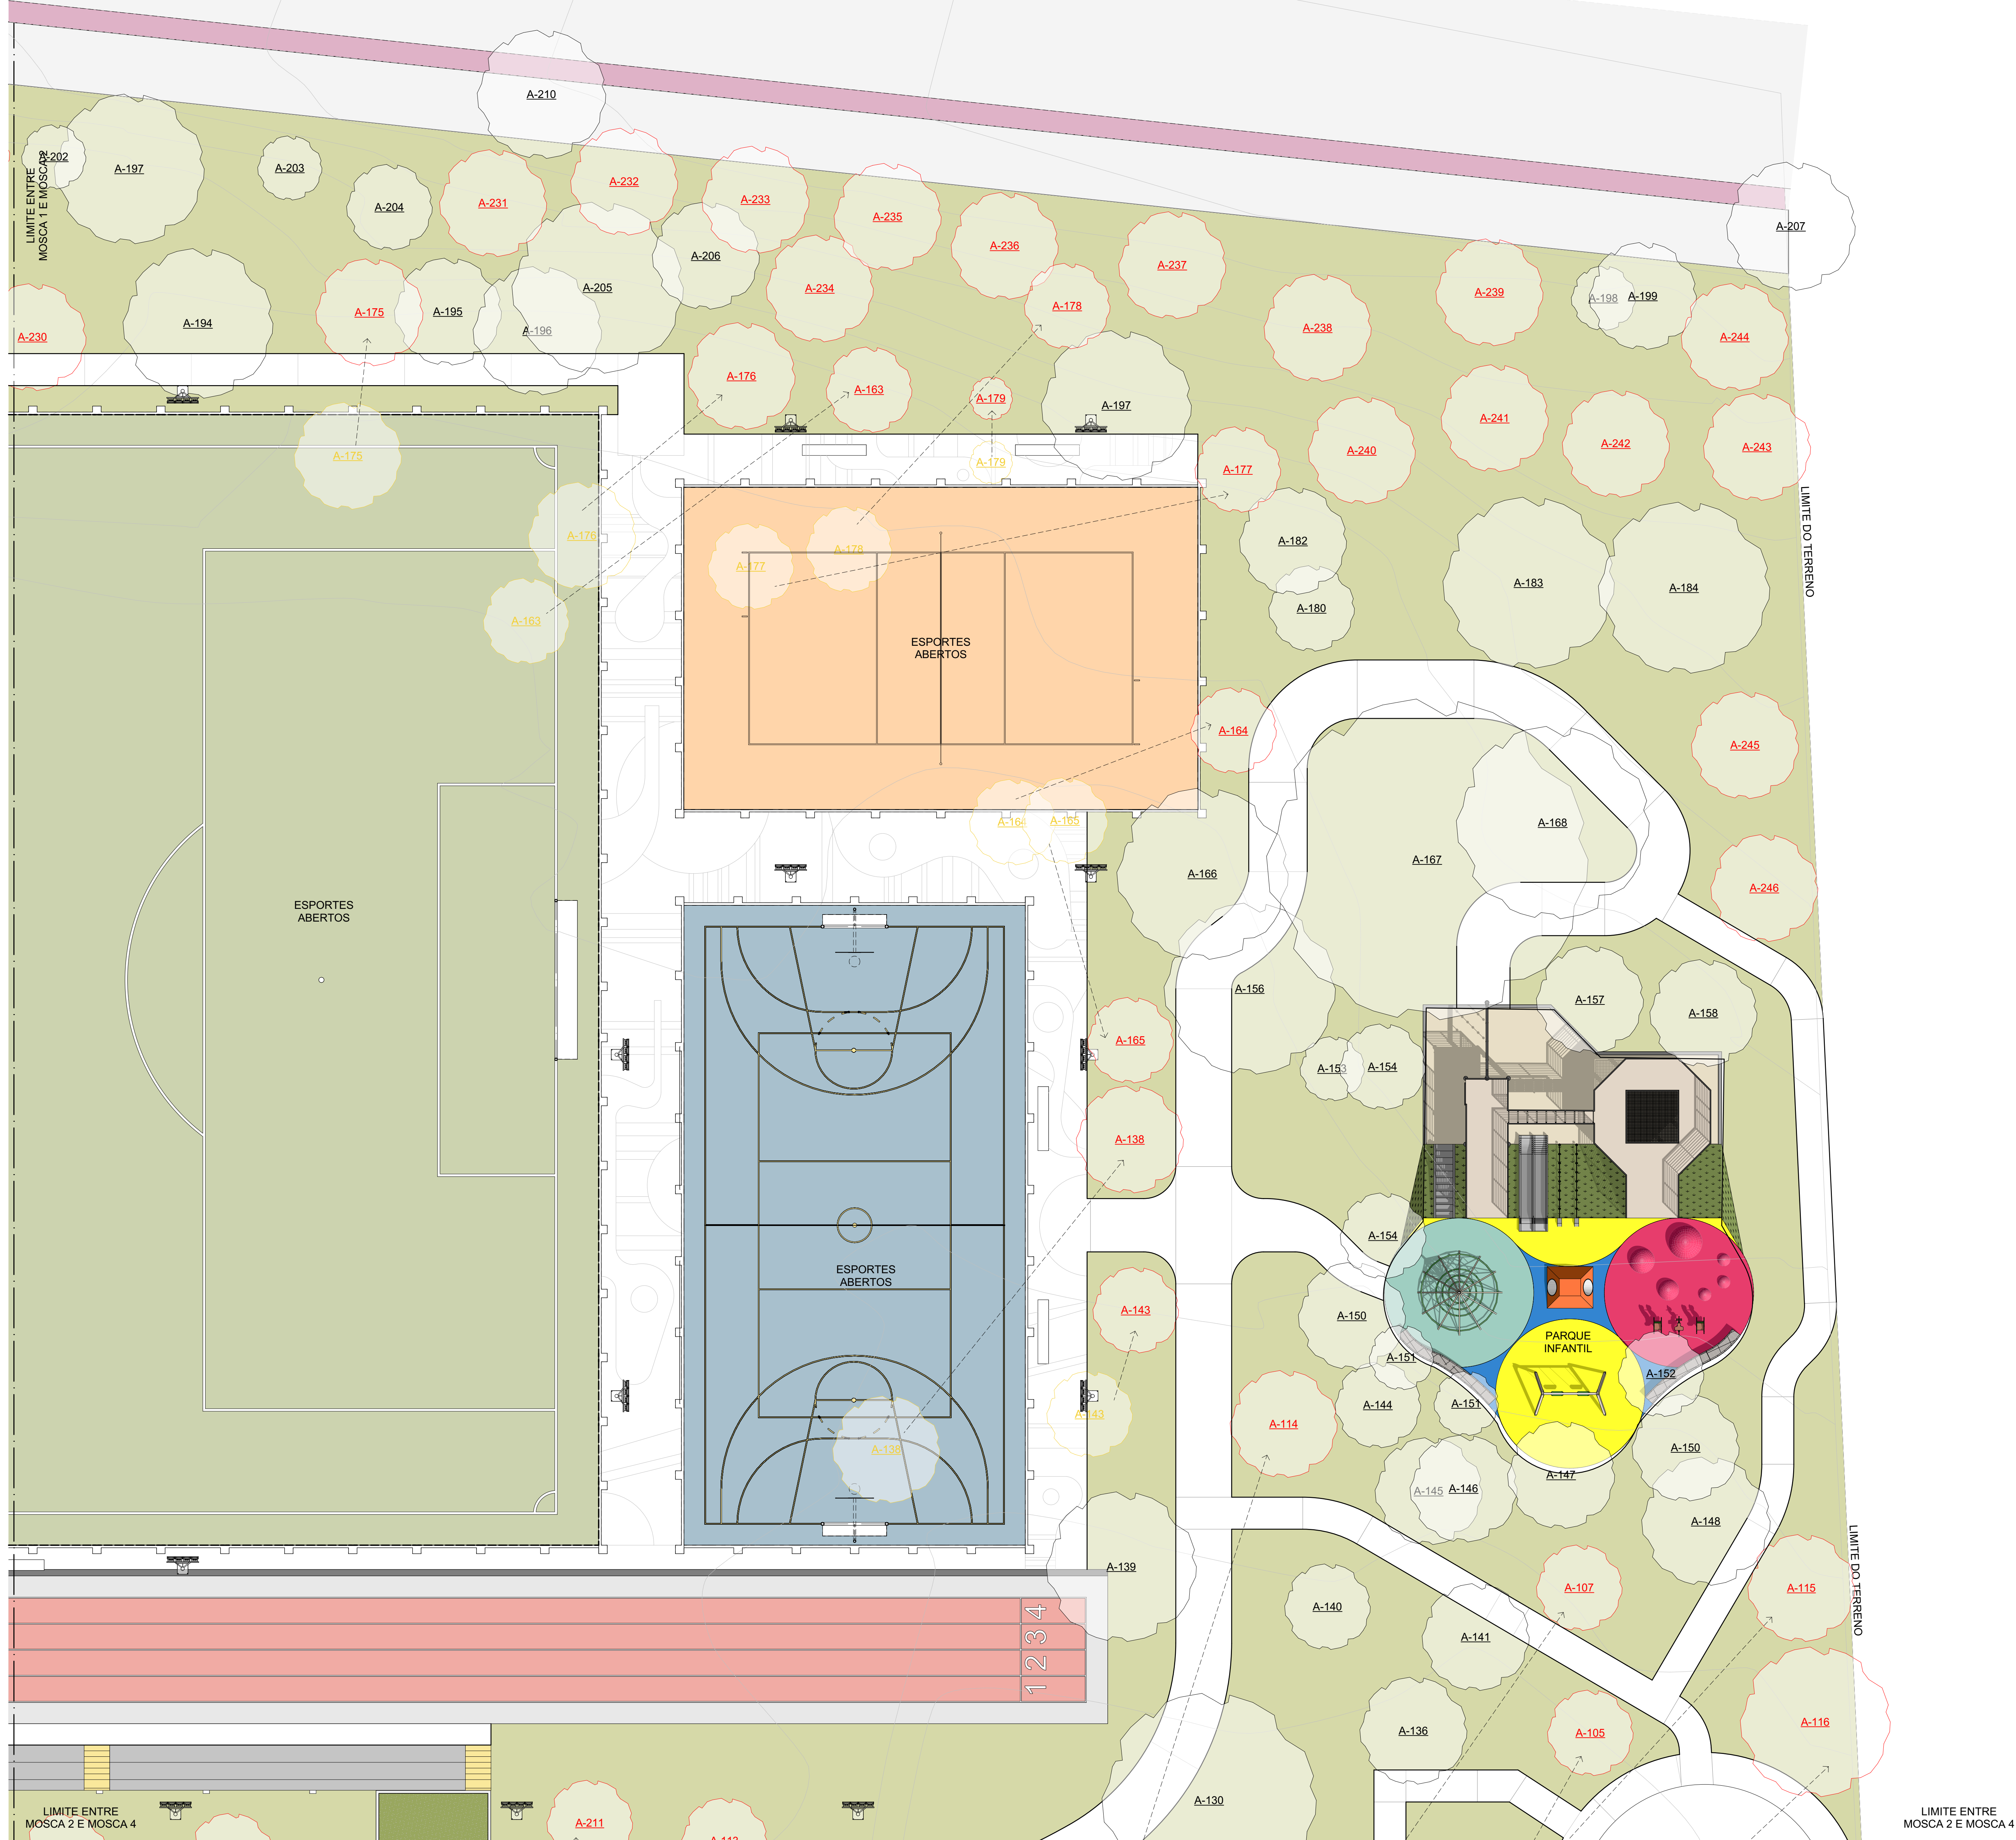 A-210
A-202
A-197
A-203
A-204
A-231
A-232
A-233
A-235
A-236
A-237
A-207
LIMITE ENTRE
MOSCA 1 E MOSCA 2
A-206
A-205
A-234
A-178
A-239
A-198
A-199
A-244
A-230
A-194
A-175
A-195
A-196
A-238
A-176
A-163
A-179
A-197
A-241
A-242
A-243
A-240
A-177
A-175
A-179
LIMITE DO TERRENO
A-176
A-178
A-177
A-182
A-183
A-184
A-180
A-163
ESPORTES
ABERTOS
A-164
A-245
A-164
A-165
A-168
A-167
A-166
A-246
ESPORTES
ABERTOS
A-156
A-157
A-158
A-165
A-153
A-154
A-138
A-154
ESPORTES
ABERTOS
A-143
A-150
PARQUE
INFANTIL
A-151
A-152
A-144
A-151
A-143
A-114
A-138
A-150
A-147
A-145
A-146
A-148
LIMITE DO TERRENO
A-139
A-107
A-115
A-140
4
3
2
1
A-141
A-136
A-105
A-116
A-130
LIMITE ENTRE
MOSCA 2 E MOSCA 4
LIMITE ENTRE
MOSCA 2 E MOSCA 4
A-211